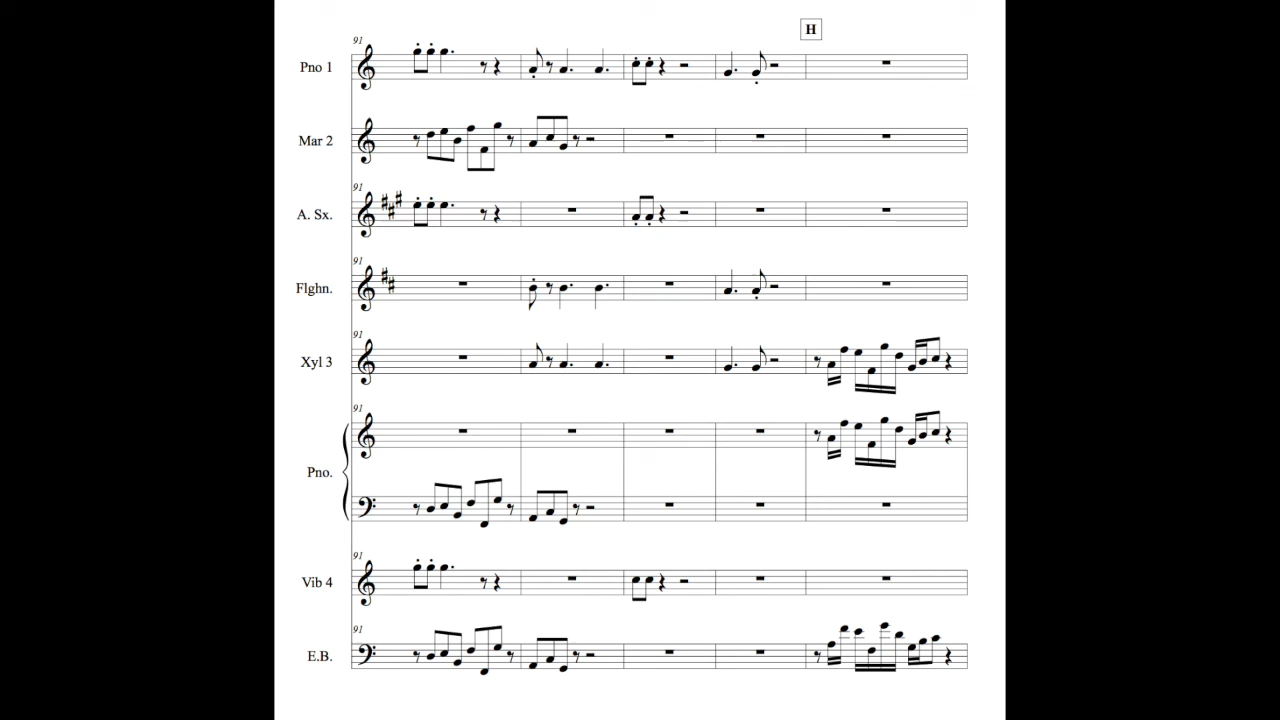 H
91
Pno 1
Mar 2
91
A. Sx.
91
Flghn.
91
Xyl 3
91
Pno.
91
Vib 4
91
E.B.